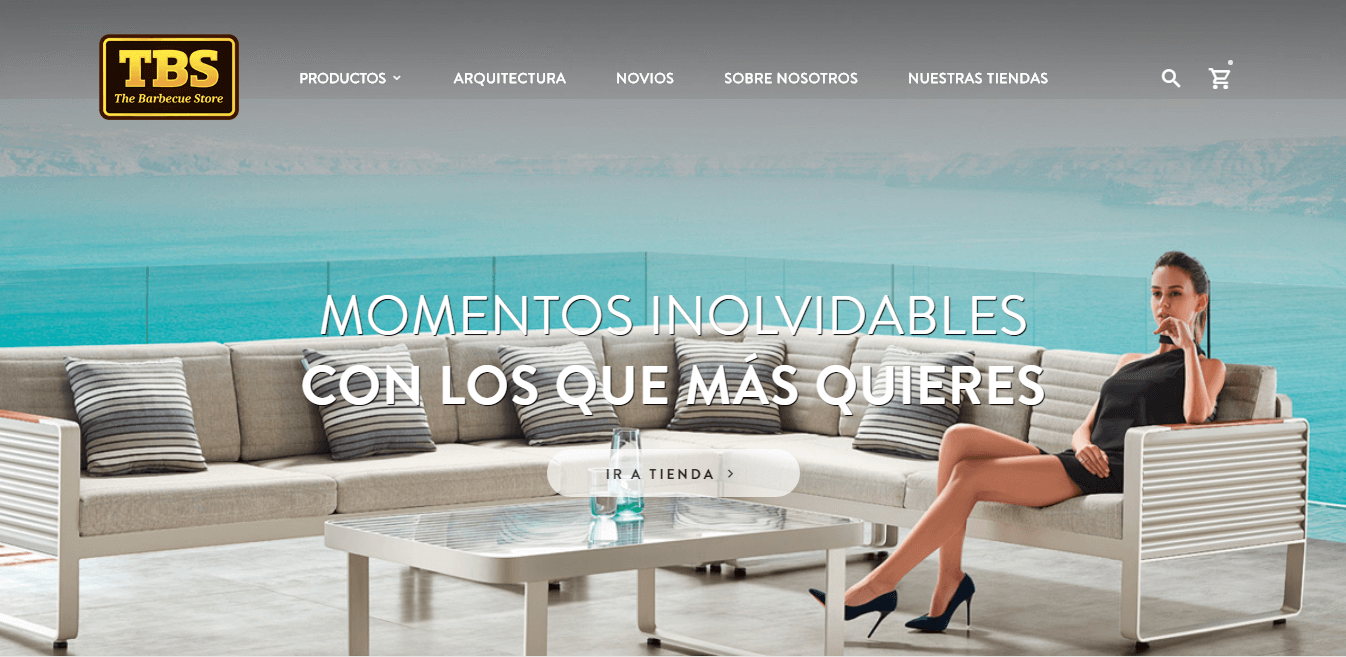 TBS
The Barbecue Store
PRODUCTOS
ARQUITECTURA
NOVIOS
SOBRE NOSOTROS
NUESTRAS TIENDAS
MOMENTOS INOLVIDABLES
CON LOS QUE MÁS QUIERES
IR A TIENDA >